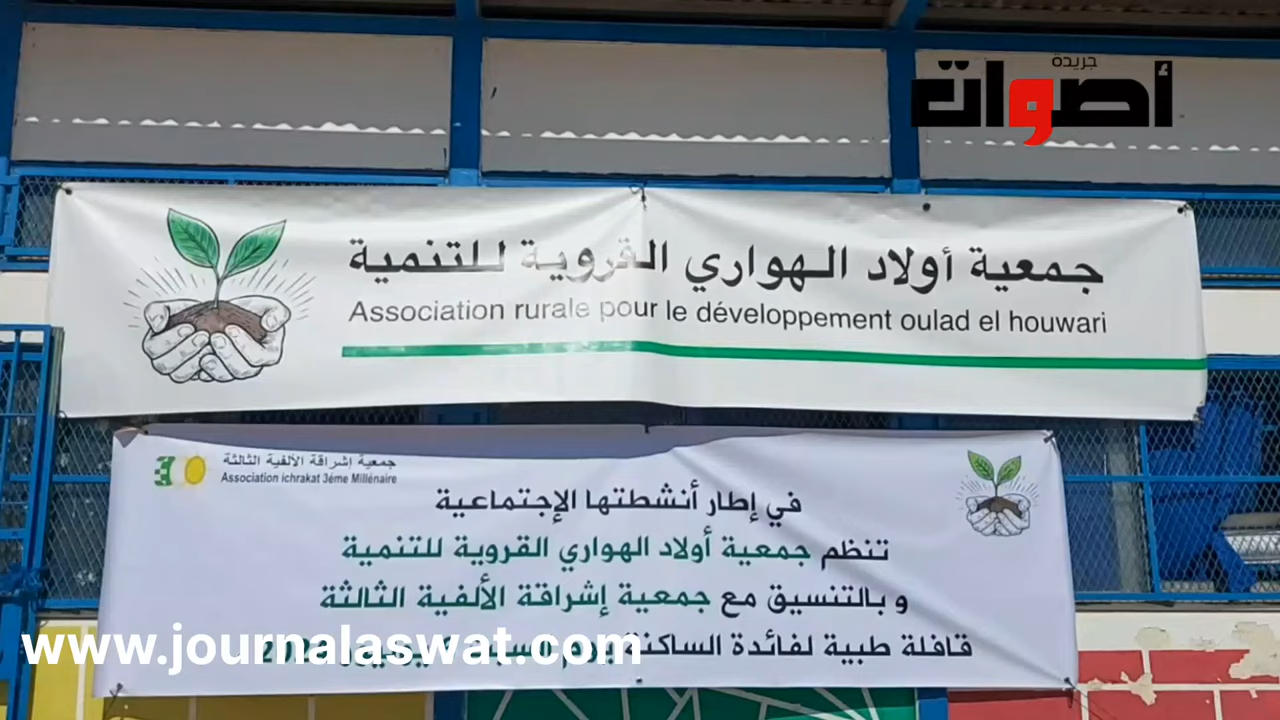 جريدة
أصوات
جمعية أولاد الهواري القروية للتنمية
Association rurale pour le développement oulad el houwari
جمعية إشراقة الألفية الثالثة
Association ichrakat 3éme Millénaire
في إطار أنشطتها الإجتماعية
تنظم جمعية أولاد الهواري القروية للتنمية
و بالتنسيق مع جمعية إشراقة الألفية الثالثة
قافلة طبية لفائدة الساكنة يوم
www.journalaswat.com